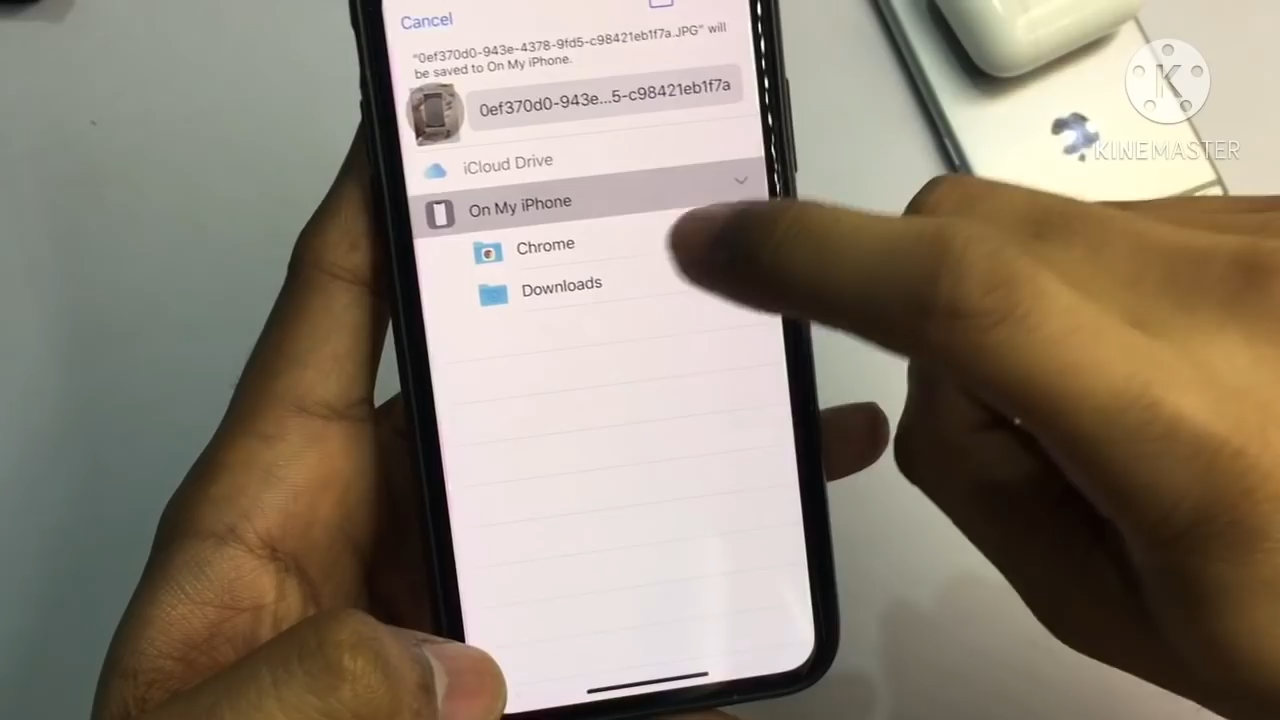 Cancel
"0ef370d0-943e-4378-9fd5-c98421eb1f7a.JPG" will
be saved to On My iPhone.
0ef370d0-943e...5-c98421eb1f7a
iCloud Drive
On My iPhone
Chrome
Downloads
K
KINEMASTER